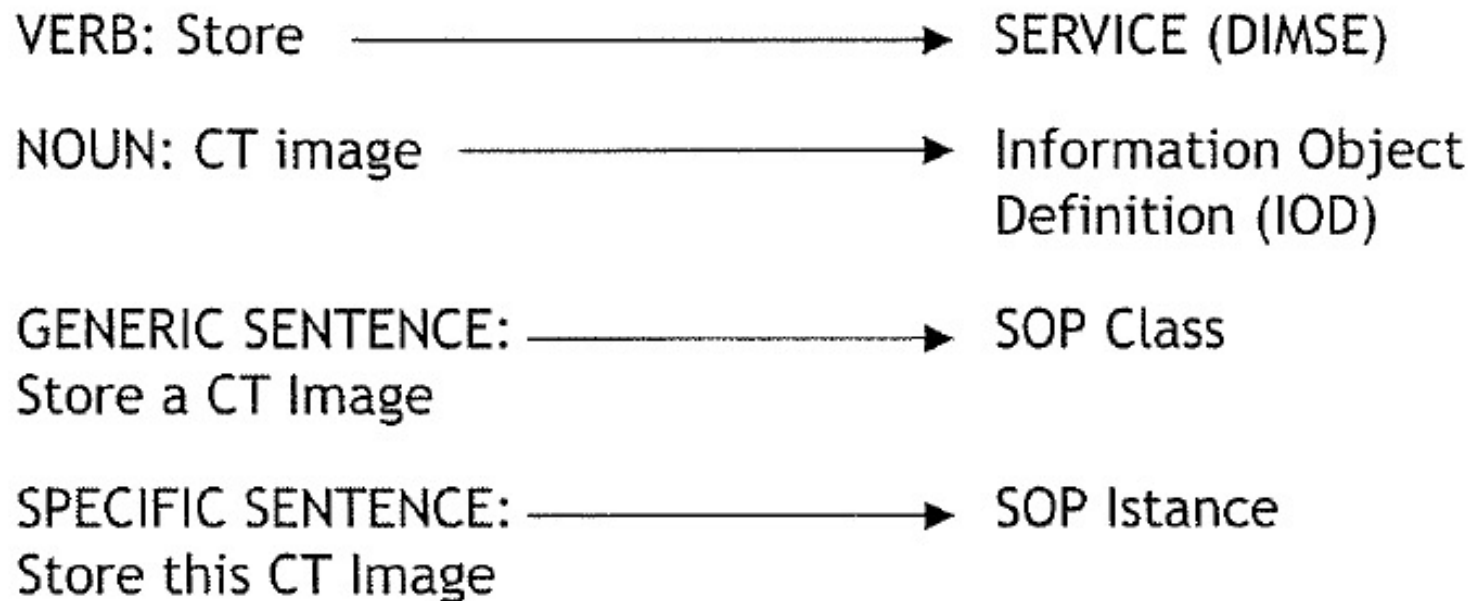 VERB: Store
SERVICE (DIMSE)
NOUN: CT image
Information Object
Definition (IOD)
GENERIC SENTENCE:
Store a CT Image
SOP Class
SPECIFIC SENTENCE:
Store this CT Image
SOP Istance